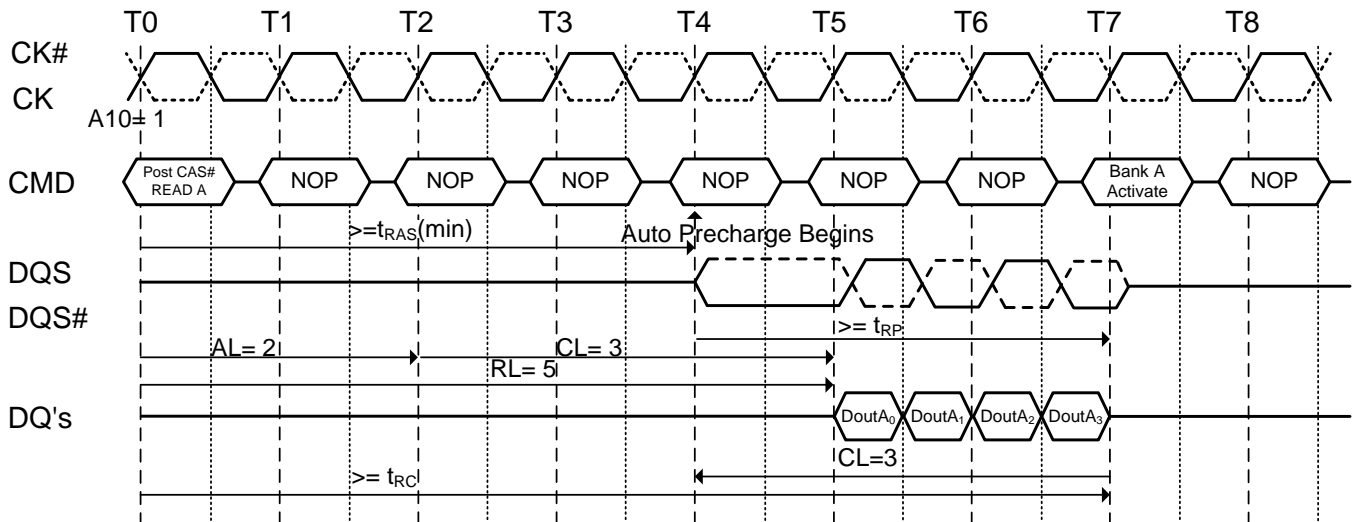 T0 T1 T2 T3 T4 T5 T6 T7 T8
CK#
CK
A10= 1
CMD
Post CAS#
READ A
NOP NOP NOP NOP NOP NOP
Bank A
Activate
NOP
>=tRAS(min)
Auto Precharge Begins
DQS
DQS#
>= tRP
AL= 2 CL= 3
RL= 5
DQ's
DoutA0 DoutA1 DoutA2 DoutA3
CL=3
>= tRC